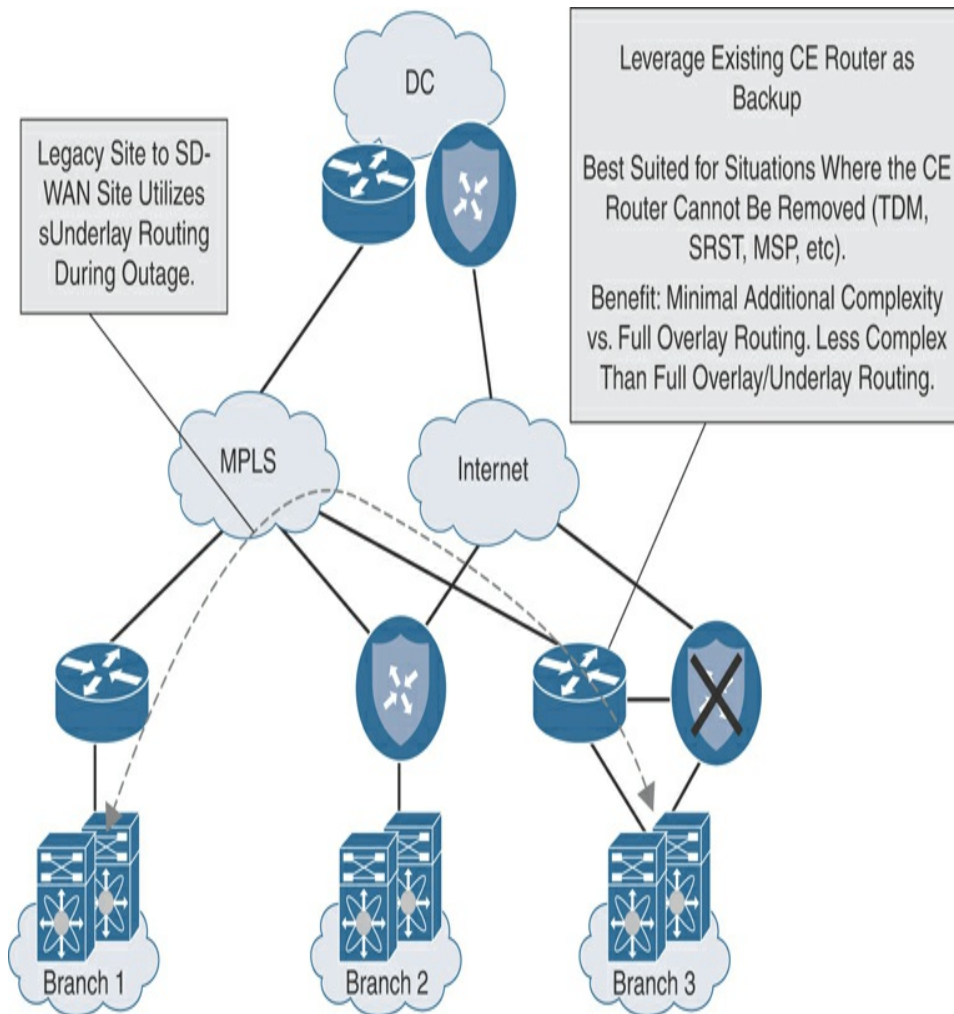 DC
Legacy Site to SD-
WAN Site Utilizes
sUnderlay Routing
During Outage.
Leverage Existing CE Router as
Backup
Best Suited for Situations Where the CE
Router Cannot Be Removed (TDM,
SRST, MSP, etc).
Benefit: Minimal Additional Complexity
vs. Full Overlay Routing. Less Complex
Than Full Overlay/Underlay Routing.
MPLS
Internet
Branch 1
Branch 2
Branch 3